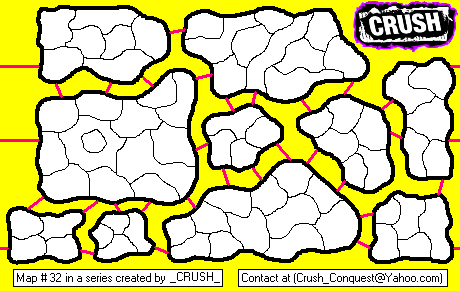 CRUSH
Map # 32 in a series created by _CRUSH_
Contact at (Crush_Conquest@Yahoo.com)